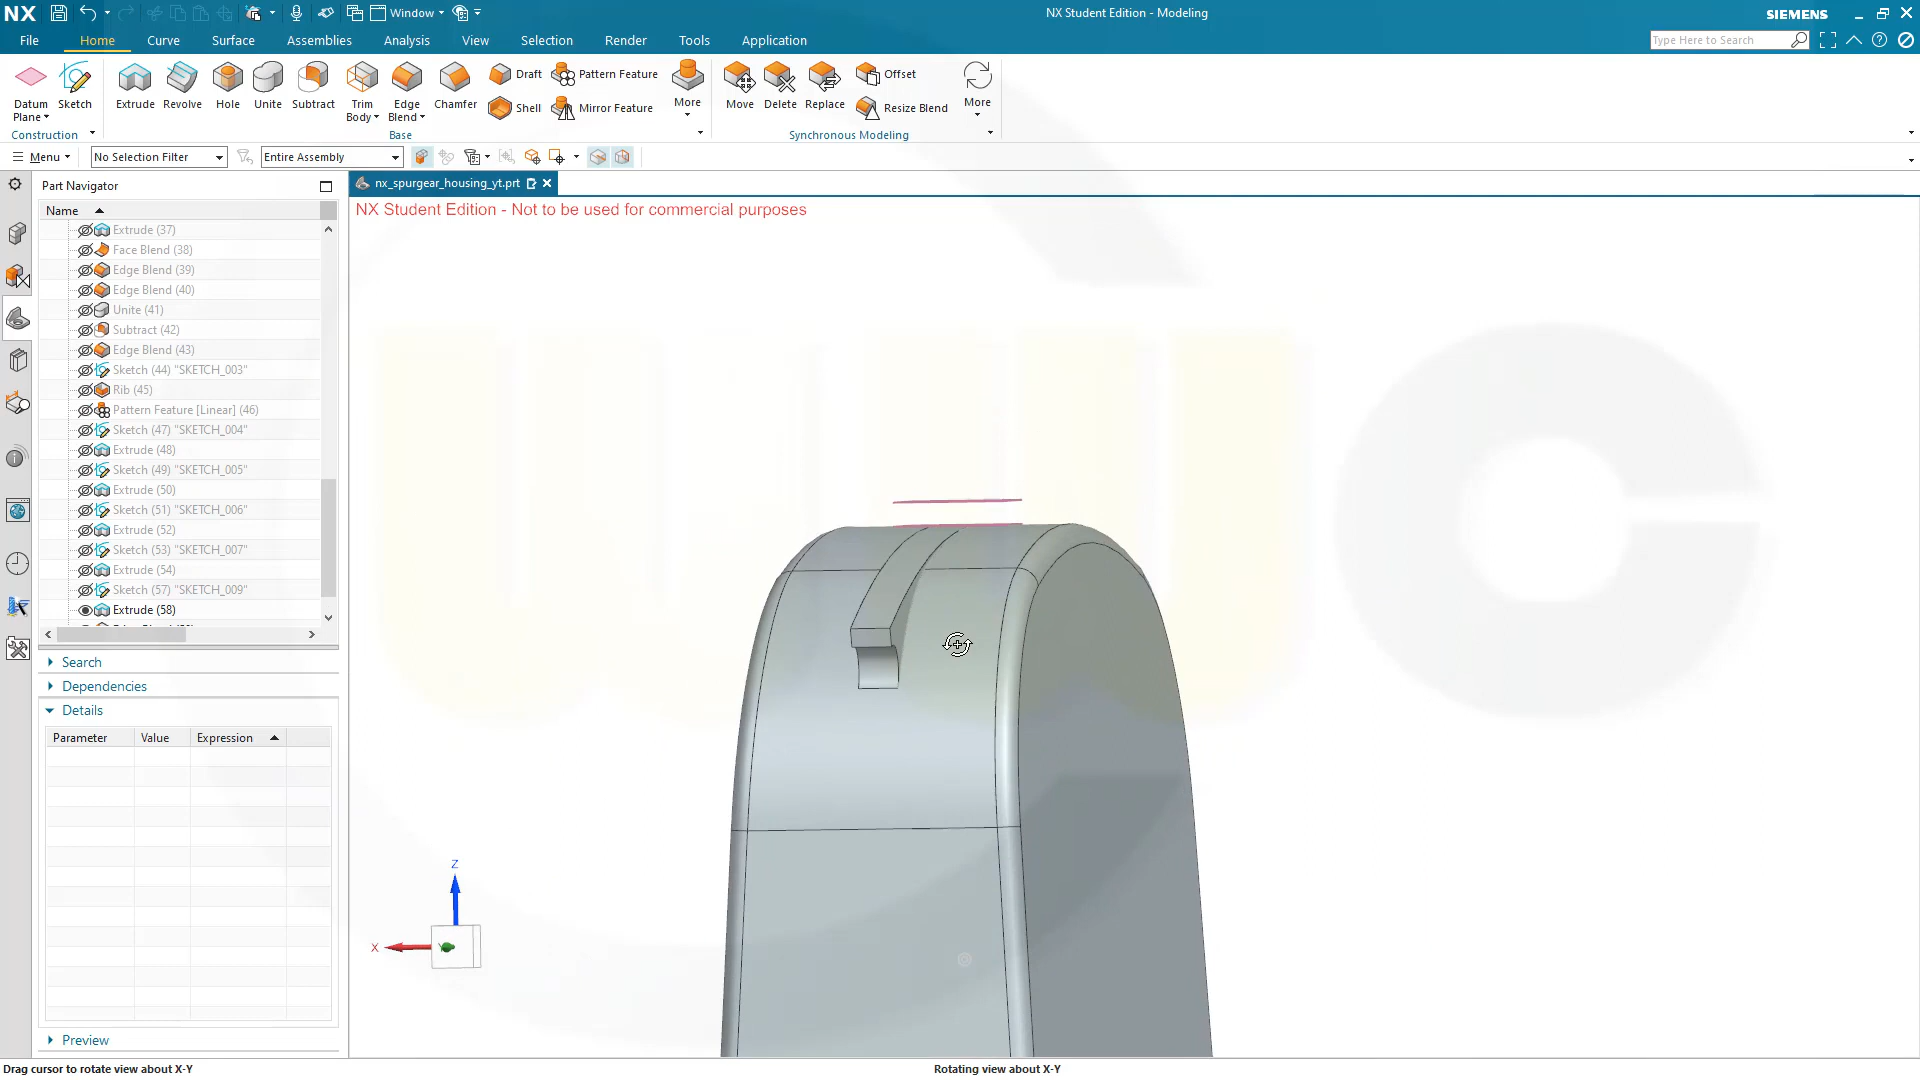 NX
Window
NX Student Edition - Modeling
SIEMENS
File
Home
Curve
Surface
Assemblies
Analysis
View
Selection
Render
Tools
Application
Type Here to Search
Datum Plane
Sketch
Extrude
Revolve
Hole
Unite
Subtract
Trim Body
Edge Blend
Chamfer
Draft
Shell
Pattern Feature
Mirror Feature
More
Move
Delete
Replace
Offset
Resize Blend
More
Construction
Base
Synchronous Modeling
Menu
No Selection Filter
Entire Assembly
Part Navigator
nx_spurgear_housing_yt.prt
NX Student Edition - Not to be used for commercial purposes
Name
Extrude (37)
Face Blend (38)
Edge Blend (39)
Edge Blend (40)
Unite (41)
Subtract (42)
Edge Blend (43)
Sketch (44) "SKETCH_003"
Rib (45)
Pattern Feature [Linear] (46)
Sketch (47) "SKETCH_004"
Extrude (48)
Sketch (49) "SKETCH_005"
Extrude (50)
Sketch (51) "SKETCH_006"
Extrude (52)
Sketch (53) "SKETCH_007"
Extrude (54)
Sketch (57) "SKETCH_009"
Extrude (58)
Search
Dependencies
Details
Parameter
Value
Expression
Preview
Z
X
Drag cursor to rotate view about X-Y
Rotating view about X-Y